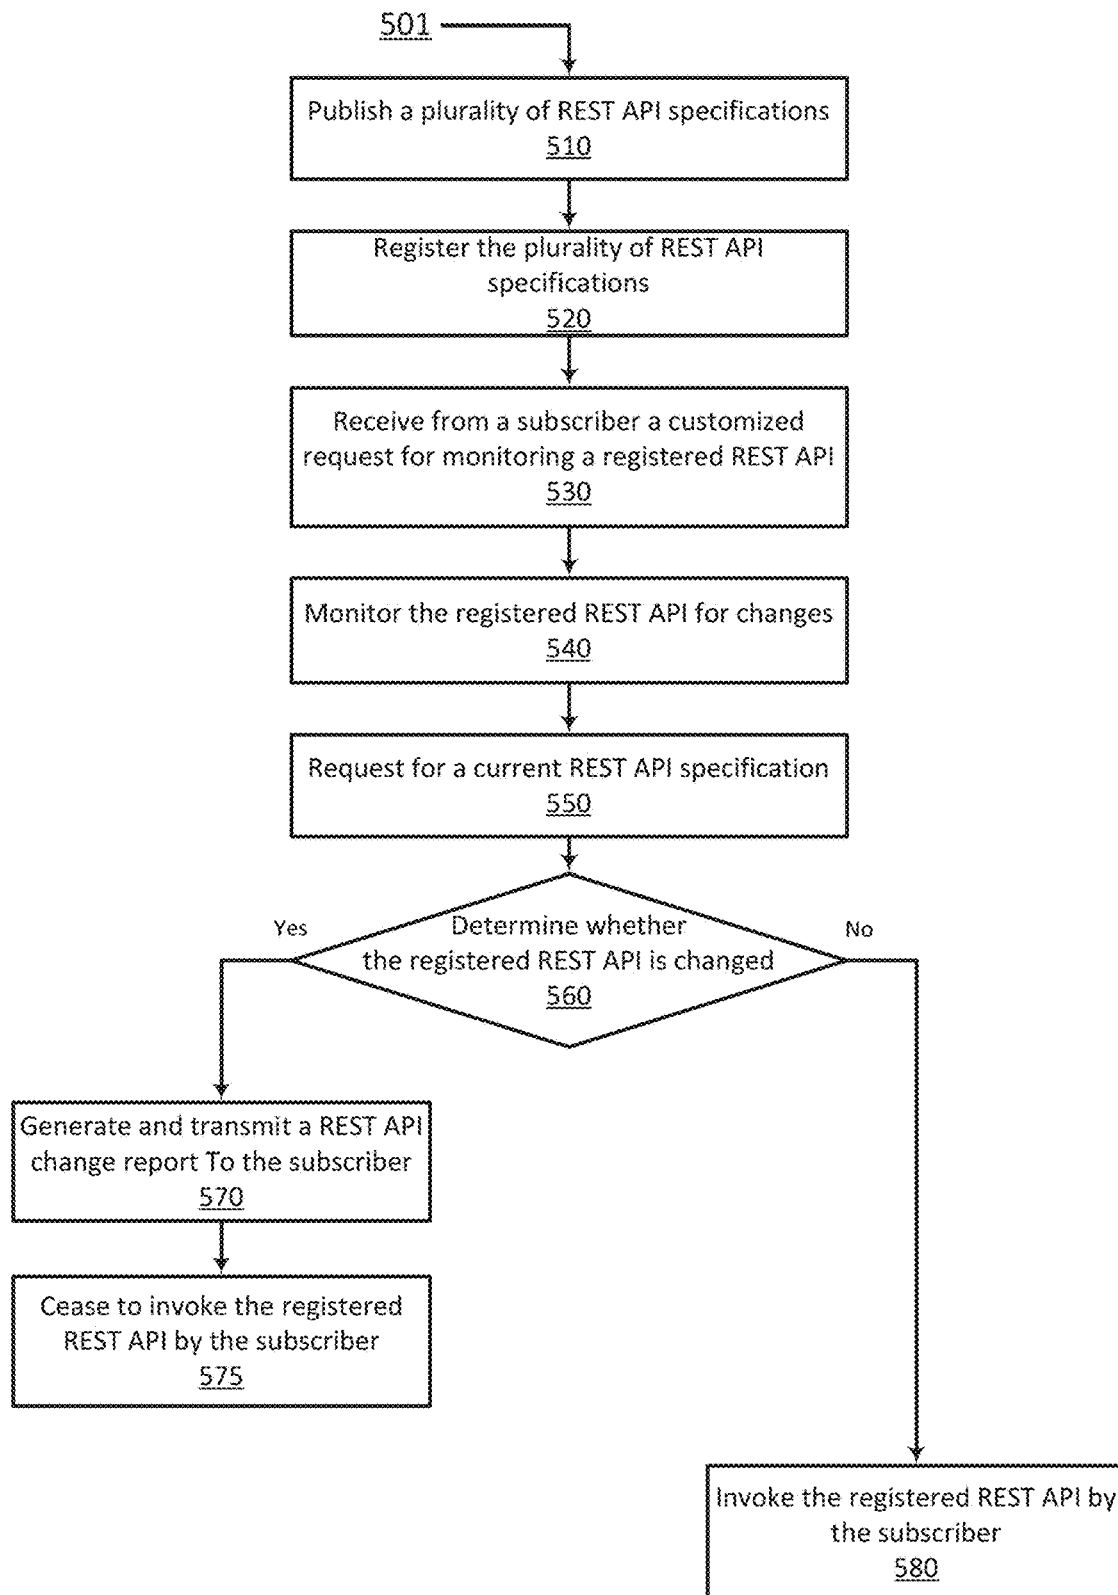 501
Publish a plurality of REST API specifications
510
Register the plurality of REST API
specifications
520
Receive from a subscriber a customized
request for monitoring a registered REST API
530
Monitor the registered REST API for changes
540
Request for a current REST API specification
550
Yes
No
Determine whether
the registered REST API is changed
560
Generate and transmit a REST API
change report To the subscriber
570
Cease to invoke the registered
REST API by the subscriber
575
Invoke the registered REST API by
the subscriber
580